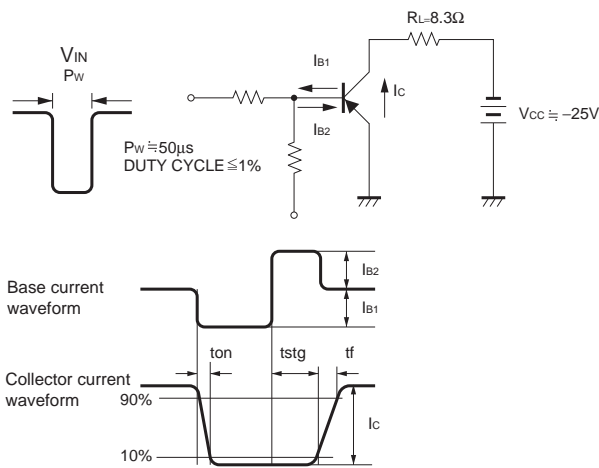 RL=8.3Ω
VIN
PW
IB1
IC
IB2
VCC ≒ −25V
PW ≒ 50µs
DUTY CYCLE ≦ 1%
Base current
waveform
IB2
IB1
ton
tstg
tf
Collector current
waveform
90%
IC
10%